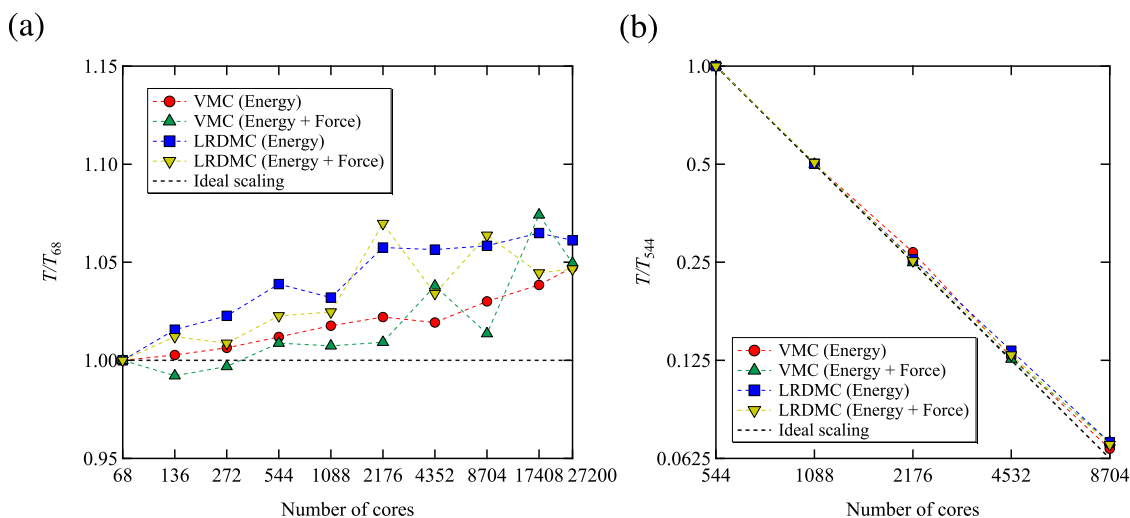 (a)
1.15
1.10
1.05
1.00
0.95
T/T68
VMC (Energy)
VMC (Energy + Force)
LRDMC (Energy)
LRDMC (Energy + Force)
Ideal scaling
68 136 272 544 1088 2176 4352 8704 17408 27200
Number of cores
(b)
1.0
0.5
0.25
0.125
0.0625
T/T544
VMC (Energy)
VMC (Energy + Force)
LRDMC (Energy)
LRDMC (Energy + Force)
Ideal scaling
544 1088 2176 4532 8704
Number of cores